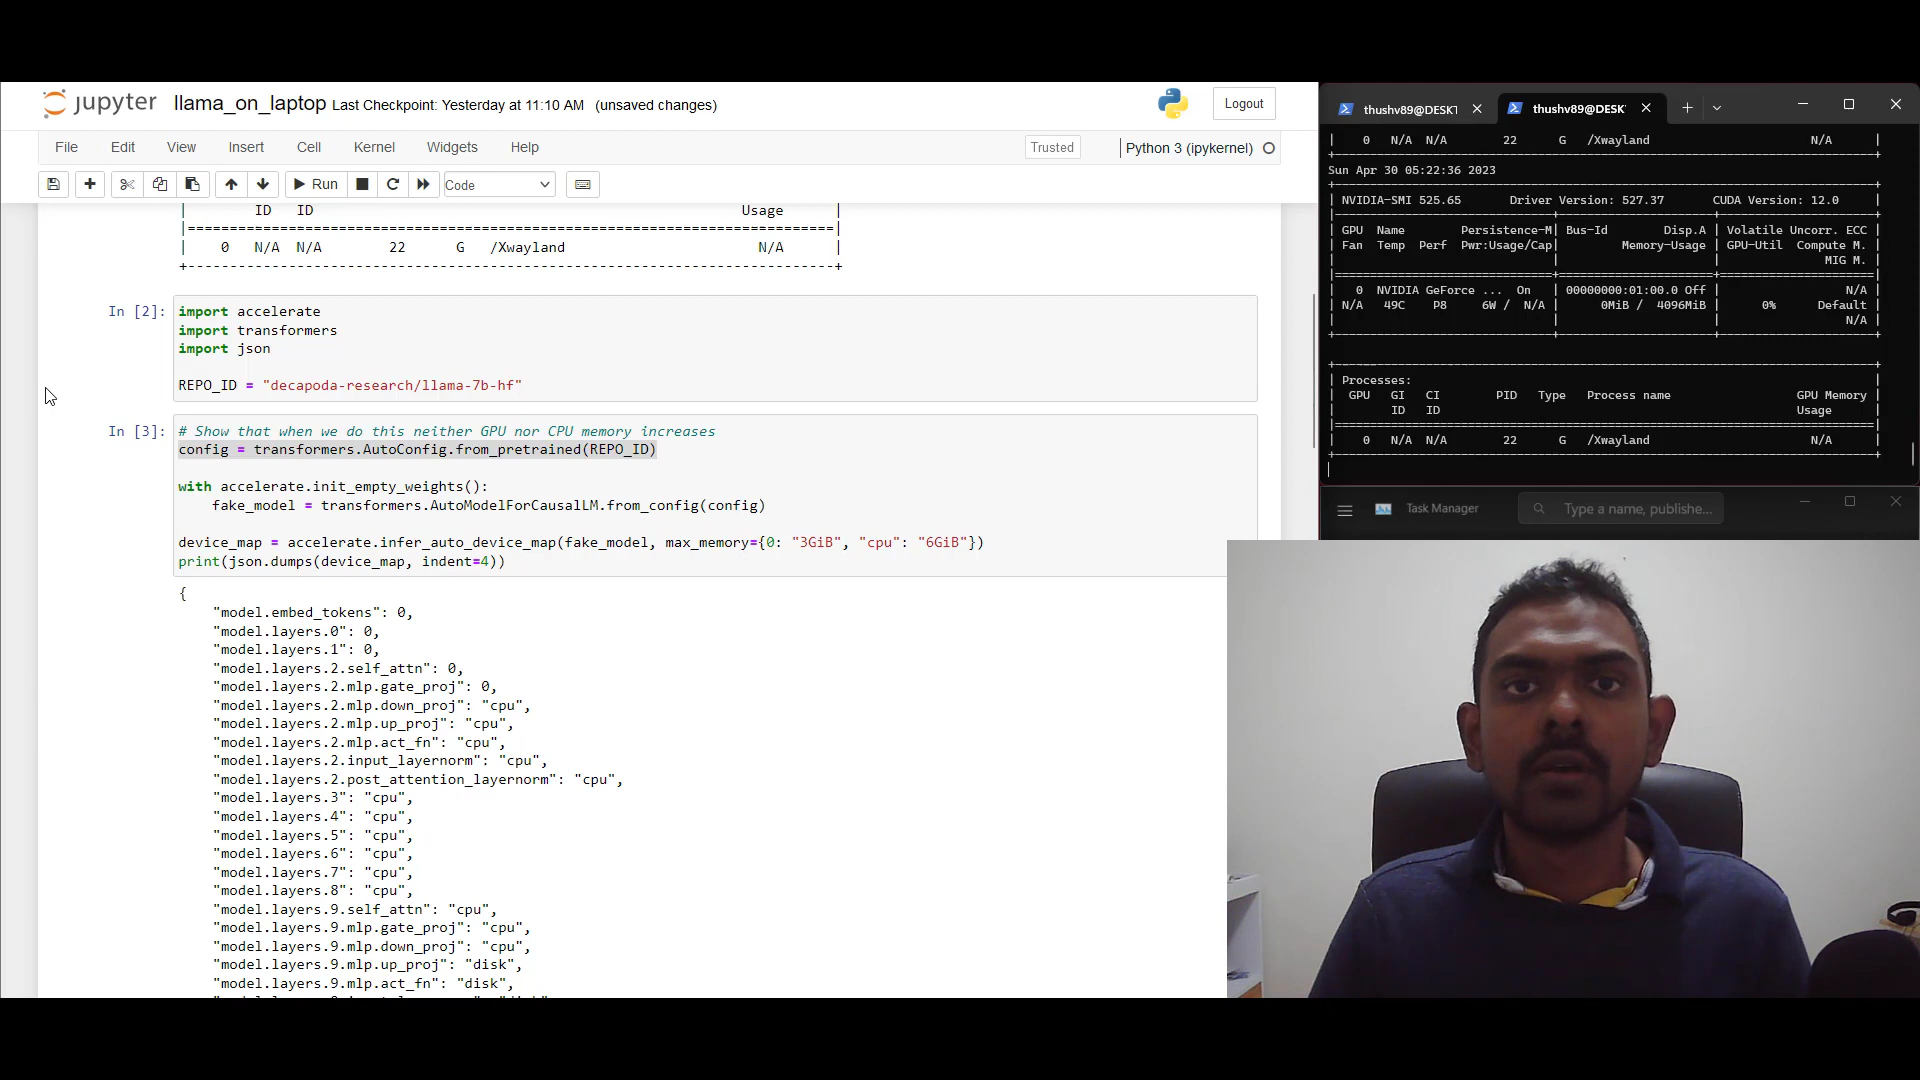 jupyter llama_on_laptop Last Checkpoint: Yesterday at 11:10 AM (unsaved changes)
Logout
File Edit View Insert Cell Kernel Widgets Help
Trusted
Python 3 (ipykernel)
Run
Code
| ID ID Usage |
|=============================================================================|
| 0 N/A N/A 22 G /Xwayland N/A |
+-----------------------------------------------------------------------------+
In [2]:
import accelerate
import transformers
import json
REPO_ID = "decapoda-research/llama-7b-hf"
In [3]:
# Show that when we do this neither GPU nor CPU memory increases
config = transformers.AutoConfig.from_pretrained(REPO_ID)
with accelerate.init_empty_weights():
fake_model = transformers.AutoModelForCausalLM.from_config(config)
device_map = accelerate.infer_auto_device_map(fake_model, max_memory={0: "3GiB", "cpu": "6GiB"})
print(json.dumps(device_map, indent=4))
{
"model.embed_tokens": 0,
"model.layers.0": 0,
"model.layers.1": 0,
"model.layers.2.self_attn": 0,
"model.layers.2.mlp.gate_proj": 0,
"model.layers.2.mlp.down_proj": "cpu",
"model.layers.2.mlp.up_proj": "cpu",
"model.layers.2.mlp.act_fn": "cpu",
"model.layers.2.input_layernorm": "cpu",
"model.layers.2.post_attention_layernorm": "cpu",
"model.layers.3": "cpu",
"model.layers.4": "cpu",
"model.layers.5": "cpu",
"model.layers.6": "cpu",
"model.layers.7": "cpu",
"model.layers.8": "cpu",
"model.layers.9.self_attn": "cpu",
"model.layers.9.mlp.gate_proj": "cpu",
"model.layers.9.mlp.down_proj": "cpu",
"model.layers.9.mlp.up_proj": "disk",
"model.layers.9.mlp.act_fn": "disk",
thushv89@DESKT
thushv89@DESK
| 0 N/A N/A 22 G /Xwayland N/A |
+-----------------------------------------------------------------------------+
Sun Apr 30 05:22:36 2023
+-----------------------------------------------------------------------------+
| NVIDIA-SMI 525.65 Driver Version: 527.37 CUDA Version: 12.0 |
| GPU Name Persistence-M| Bus-Id Disp.A | Volatile Uncorr. ECC
| Fan Temp Perf Pwr:Usage/Cap| Memory-Usage | GPU-Util Compute M. |
| | | MIG M. |
|===============================+======================+======================|
| 0 NVIDIA GeForce ... On | 00000000:01:00.0 Off | N/A |
| N/A 49C P8 6W / N/A | 0MiB / 4096MiB | 0% Default |
| | | N/A |
+-------------------------------+----------------------+----------------------+
+-----------------------------------------------------------------------------+
| Processes: |
| GPU GI CI PID Type Process name GPU Memory |
| ID ID Usage |
|=============================================================================|
| 0 N/A N/A 22 G /Xwayland N/A |
+-----------------------------------------------------------------------------+
Task Manager
Type a name, publishe...